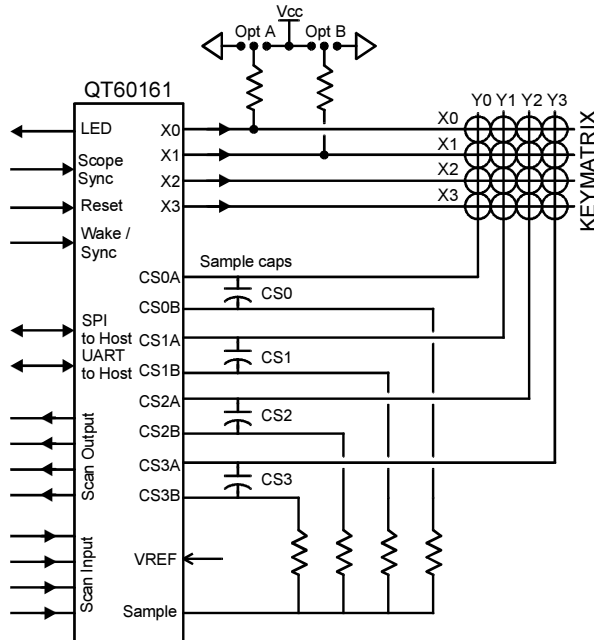 Vcc
Opt A
Opt B
QT60161
Y0 Y1 Y2 Y3
LED
X0
X0
Scope
Sync
X1
X1
X2
X2
Reset
X3
X3
KEYMATRIX
Wake /
Sync
Sample caps
CS0A
CS0
CS0B
SPI
to Host
CS1A
CS1
UART
to Host
CS1B
CS2A
CS2
CS2B
Scan Output
CS3A
CS3
CS3B
VREF
Scan Input
Sample